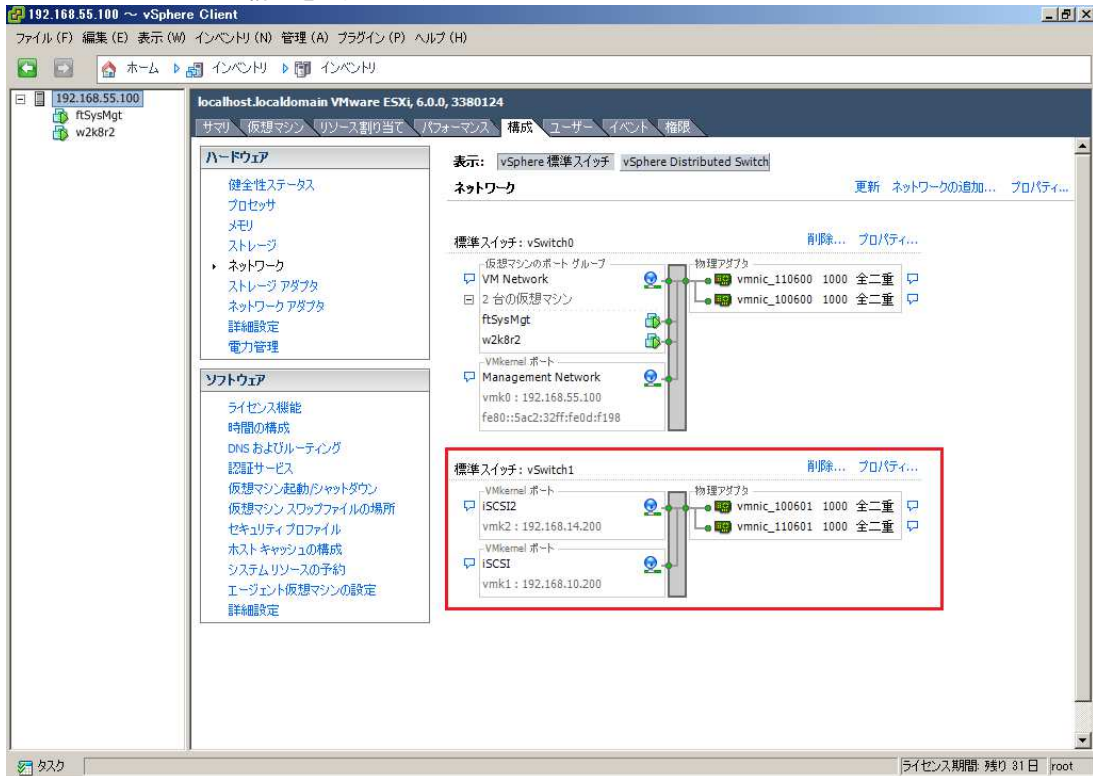 192.168.55.100 ～ vSphere Client
ファイル(F) 編集(E) 表示(W) インベントリ(N) 管理(A) プラグイン(P) ヘルプ(H)
ホーム インベントリ インベントリ
192.168.55.100
ftSysMgt
w2k8r2
localhost.localdomain VMware ESXi, 6.0.0, 3380124
サマリ 仮想マシン リソース割り当て パフォーマンス 構成 ユーザー イベント 権限
ハードウェア
健全性ステータス
プロセッサ
メモリ
ストレージ
ネットワーク
ストレージ アダプタ
ネットワーク アダプタ
詳細設定
電力管理
ソフトウェア
ライセンス機能
時間の構成
DNS およびルーティング
認証サービス
仮想マシン起動/シャットダウン
仮想マシン スワップファイルの場所
セキュリティ プロファイル
ホスト キャッシュの構成
システム リソースの予約
エージェント仮想マシンの設定
詳細設定
表示: vSphere 標準スイッチ vSphere Distributed Switch
ネットワーク 更新 ネットワークの追加... プロパティ...
標準スイッチ: vSwitch0 削除... プロパティ...
仮想マシンのポート グループ 物理アダプタ
VM Network vmnic_110600 1000 全二重
2 台の仮想マシン vmnic_100600 1000 全二重
ftSysMgt
w2k8r2
VMkernel ポート
Management Network
vmk0 : 192.168.55.100
fe80::5ac2:32ff:fe0d:f198
標準スイッチ: vSwitch1 削除... プロパティ...
VMkernel ポート 物理アダプタ
iSCSI2 vmnic_100601 1000 全二重
vmk2 : 192.168.14.200 vmnic_110601 1000 全二重
VMkernel ポート
iSCSI
vmk1 : 192.168.10.200
タスク ライセンス期間: 残り 31 日 root